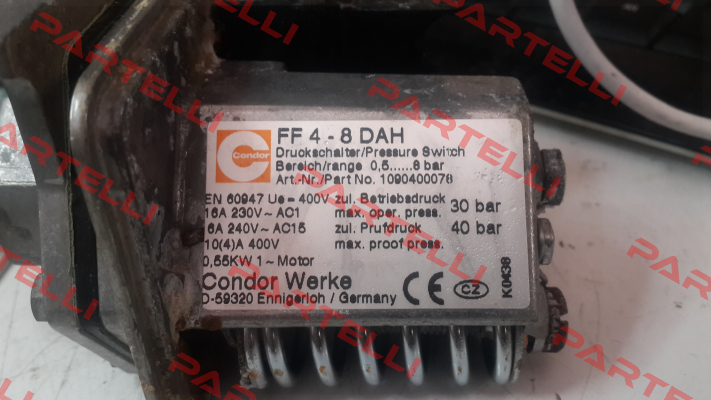 Condor
FF 4 - 8 DAH
Druckschalter/Pressure Switch
Bereich/range 0,5......8 bar
Art.-Nr./Part No. 1090400078
EN 60947 Ue= 400V
16A 230V~ AC1
6A 240V~ AC15
10(4)A 400V
0,55KW 1~ Motor
zul. Betriebsdruck
max. oper. press. 30 bar
zul. Prüfdruck 40 bar
max. proof press.
Condor Werke
D-59320 Ennigerloh / Germany
CE
CZ
K0438
PARTELLI
PARTELLI
PARTELLI
PARTELLI
PARTELLI
PARTELLI
PARTELLI